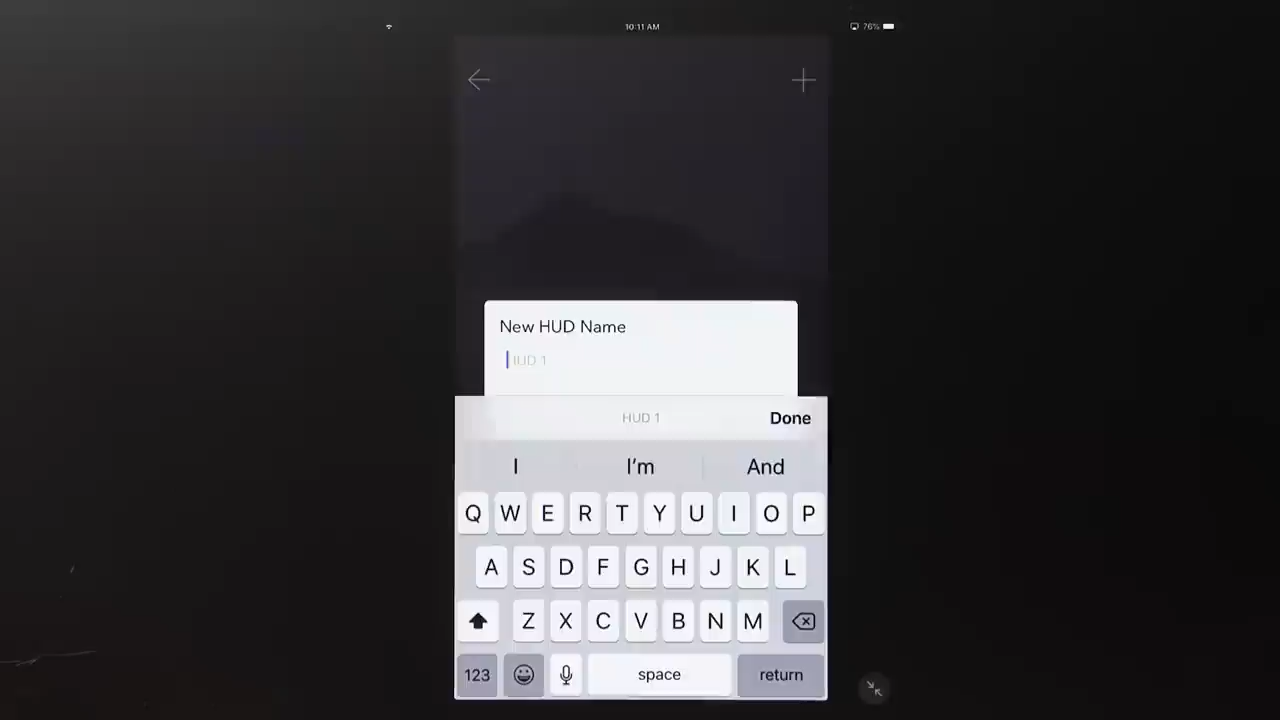 10:11 AM
76%
New HUD Name
HUD 1
HUD 1
Done
I
I'm
And
Q W E R T Y U I O P
A S D F G H J K L
Z X C V B N M
123
space
return